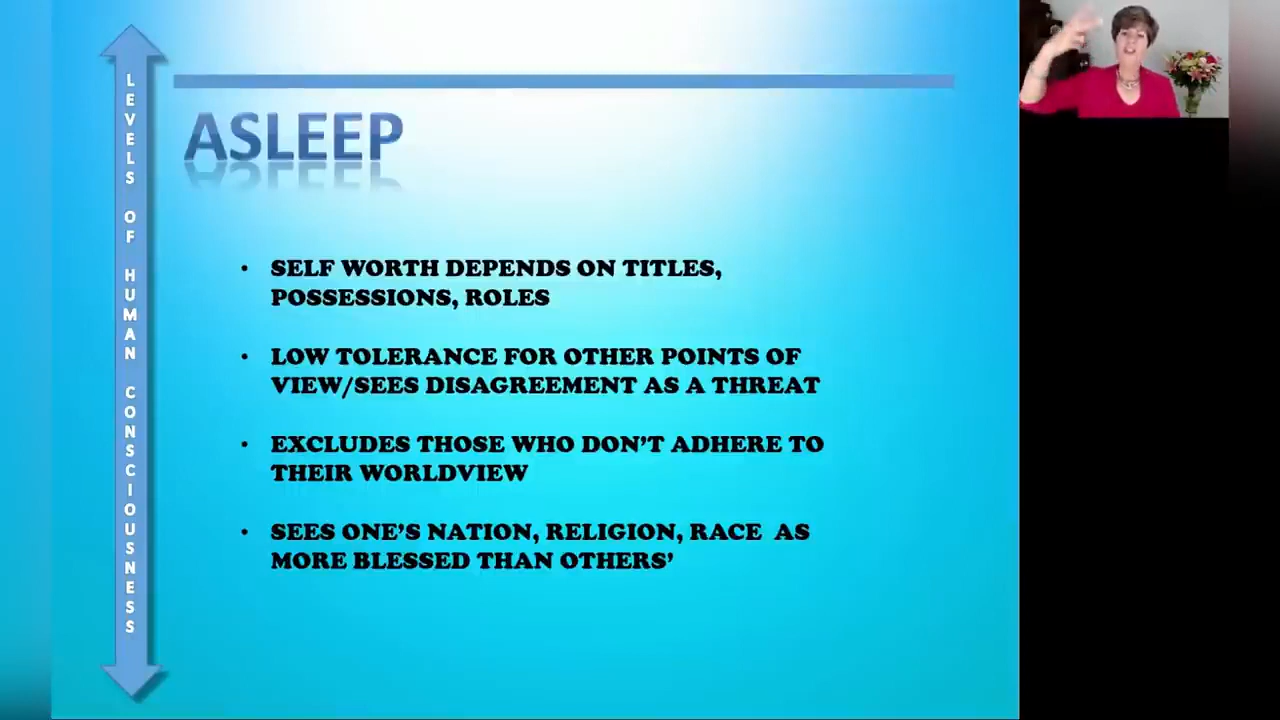 LEVELS OF HUMAN CONSCIOUSNESS
ASLEEP
• SELF WORTH DEPENDS ON TITLES,
POSSESSIONS, ROLES
• LOW TOLERANCE FOR OTHER POINTS OF
VIEW/SEES DISAGREEMENT AS A THREAT
• EXCLUDES THOSE WHO DON’T ADHERE TO
THEIR WORLDVIEW
• SEES ONE’S NATION, RELIGION, RACE  AS
MORE BLESSED THAN OTHERS’